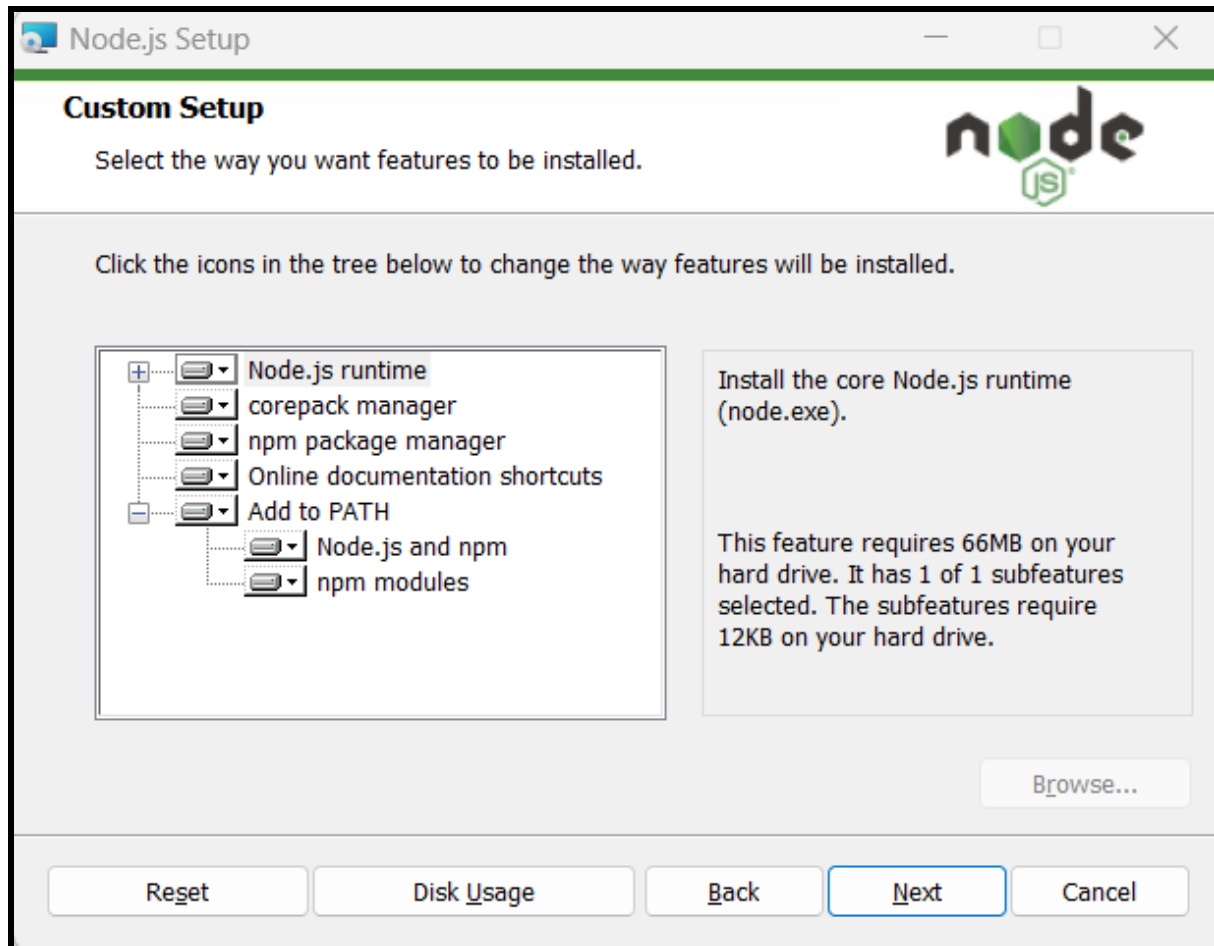 Node.js Setup
Custom Setup
Select the way you want features to be installed.
node
JS
Click the icons in the tree below to change the way features will be installed.
Node.js runtime
corepack manager
npm package manager
Online documentation shortcuts
Add to PATH
Node.js and npm
npm modules
Install the core Node.js runtime
(node.exe).
This feature requires 66MB on your
hard drive. It has 1 of 1 subfeatures
selected. The subfeatures require
12KB on your hard drive.
Browse...
Reset Disk Usage Back Next Cancel